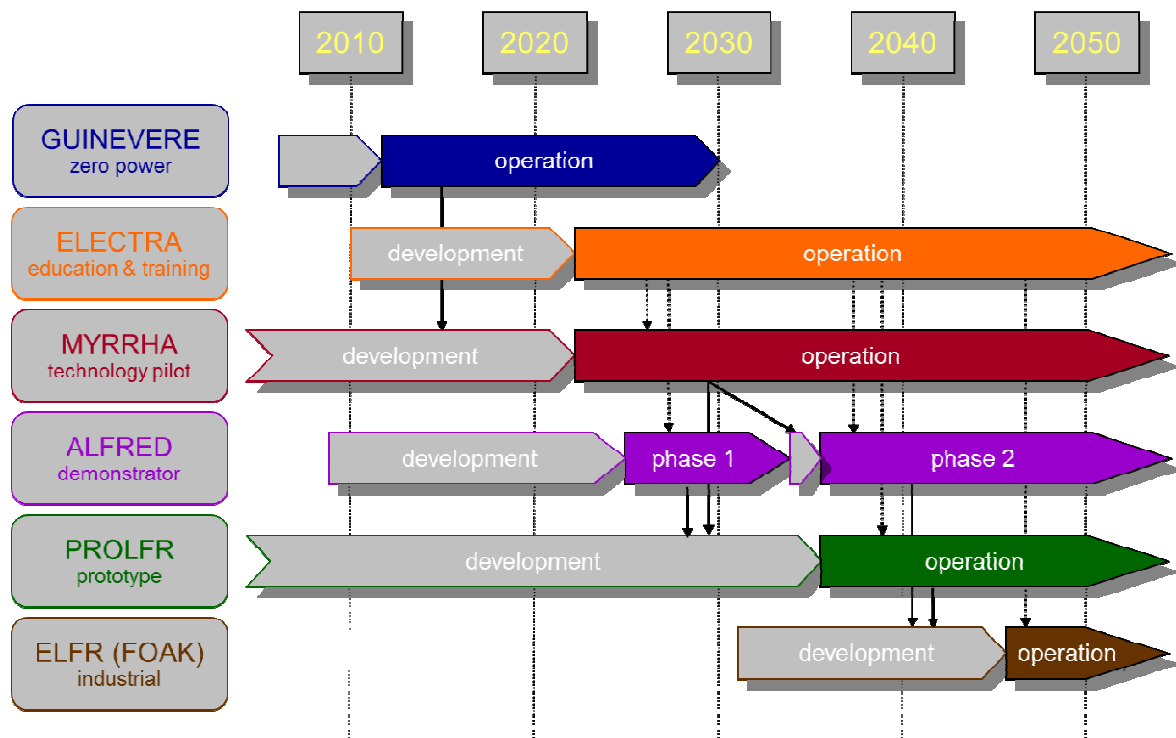 2010
2020
2030
2040
2050
GUINEVERE
zero power
operation
ELECTRA
education & training
development
operation
MYRRHA
technology pilot
development
operation
ALFRED
demonstrator
development
phase 1
phase 2
PROLFR
prototype
development
operation
ELFR (FOAK)
industrial
development
operation